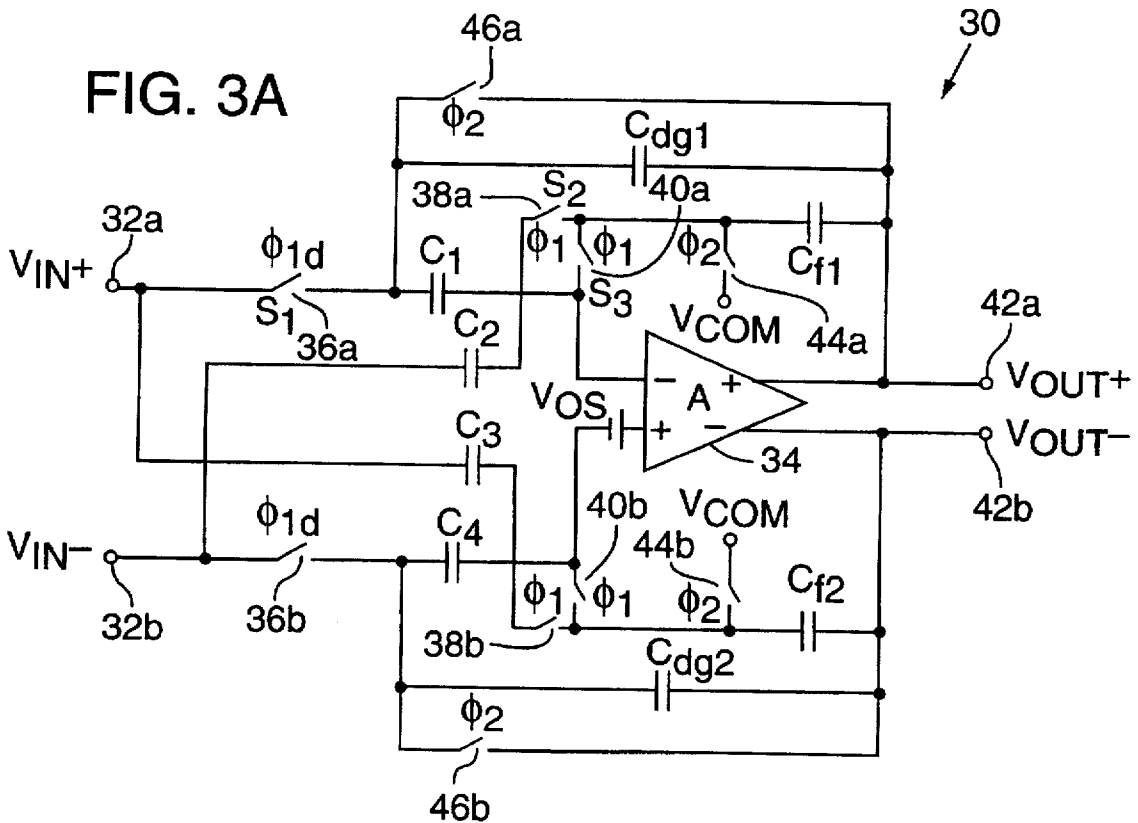 46a
30
FIG. 3A
ϕ2
Cdg1
38a
S2
40a
32a
ϕ1
ϕ1
ϕ2
Cf1
VIN+
ϕ1d
C1
S1
S3
36a
C2
VCOM
44a
42a
VOS
− +
A
VOUT+
C3
+ −
34
VOUT−
ϕ1d
C4
40b
VCOM
42b
VIN−
44b
ϕ1
ϕ1
ϕ2
Cf2
32b
36b
38b
Cdg2
ϕ2
46b